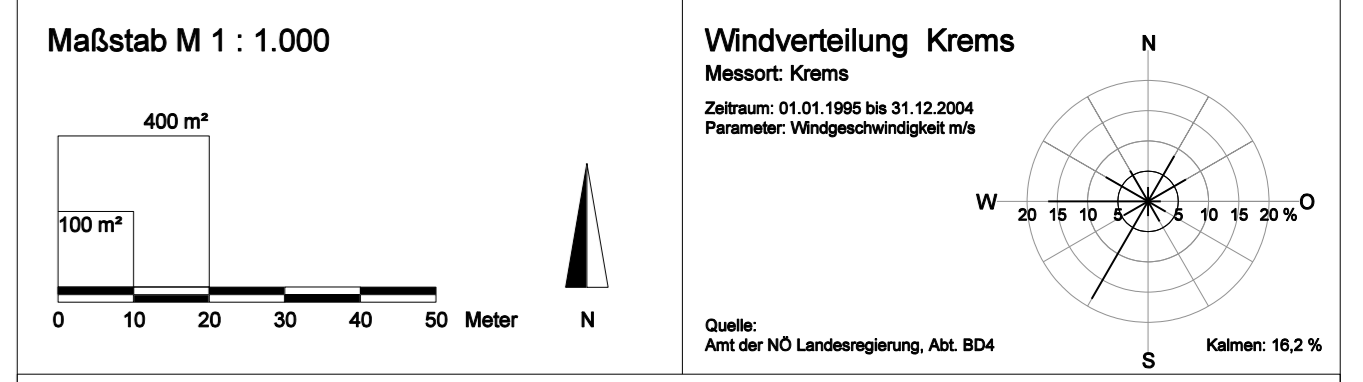 Maßstab M 1 : 1.000
400 m²
100 m²
0 10 20 30 40 50 Meter
N
Windverteilung Krems
Messort: Krems
Zeitraum: 01.01.1995 bis 31.12.2004
Parameter: Windgeschwindigkeit m/s
N
W
O
20 15 10 5 5 10 15 20 %
S
Quelle:
Amt der NÖ Landesregierung, Abt. BD4
Kalmen: 16,2 %